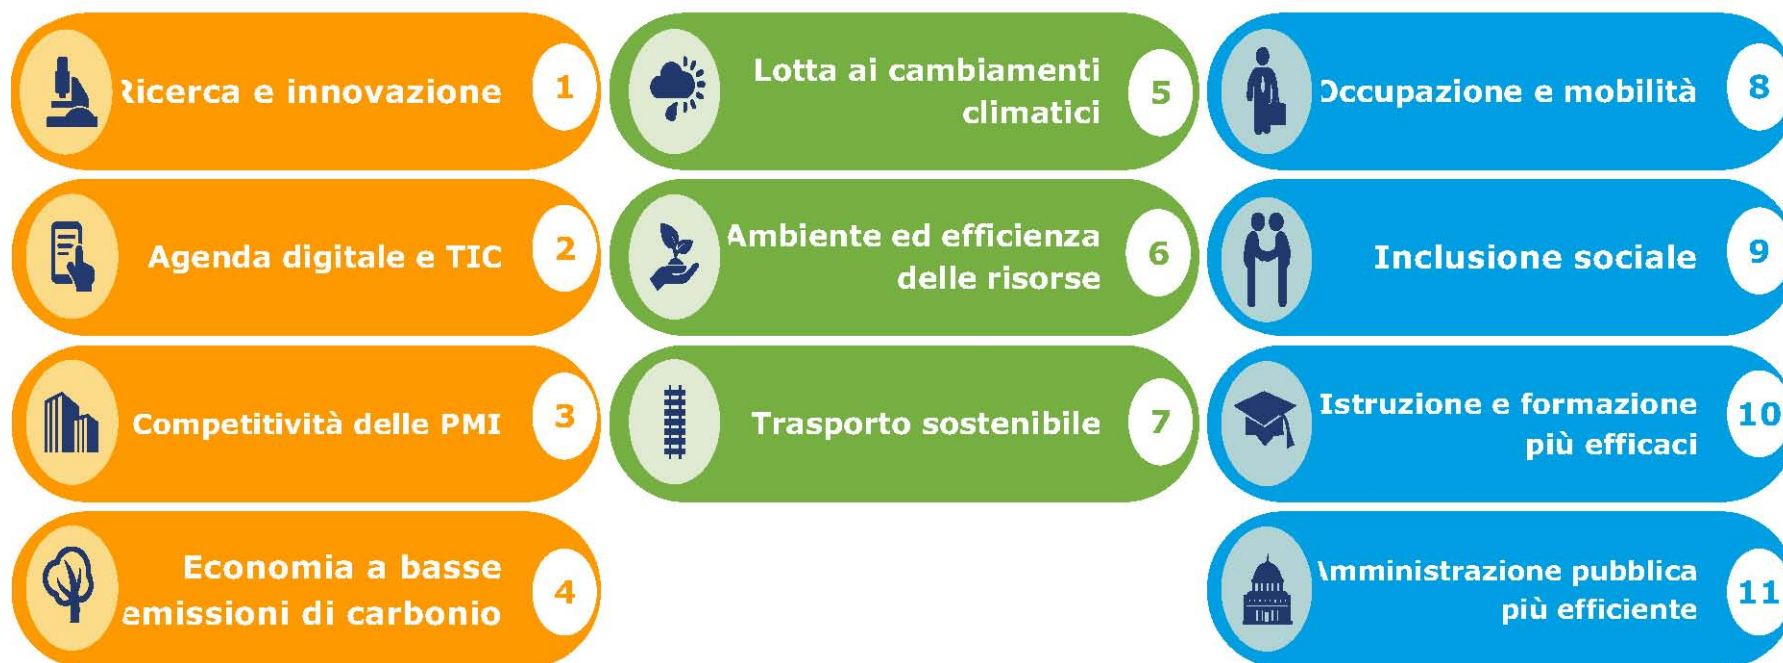 Ricerca e innovazione
1
Agenda digitale e TIC
2
Competitività delle PMI
3
Economia a basse
emissioni di carbonio
4
Lotta ai cambiamenti
climatici
5
Ambiente ed efficienza
delle risorse
6
Trasporto sostenibile
7
Occupazione e mobilità
8
Inclusione sociale
9
Istruzione e formazione
più efficaci
10
Amministrazione pubblica
più efficiente
11